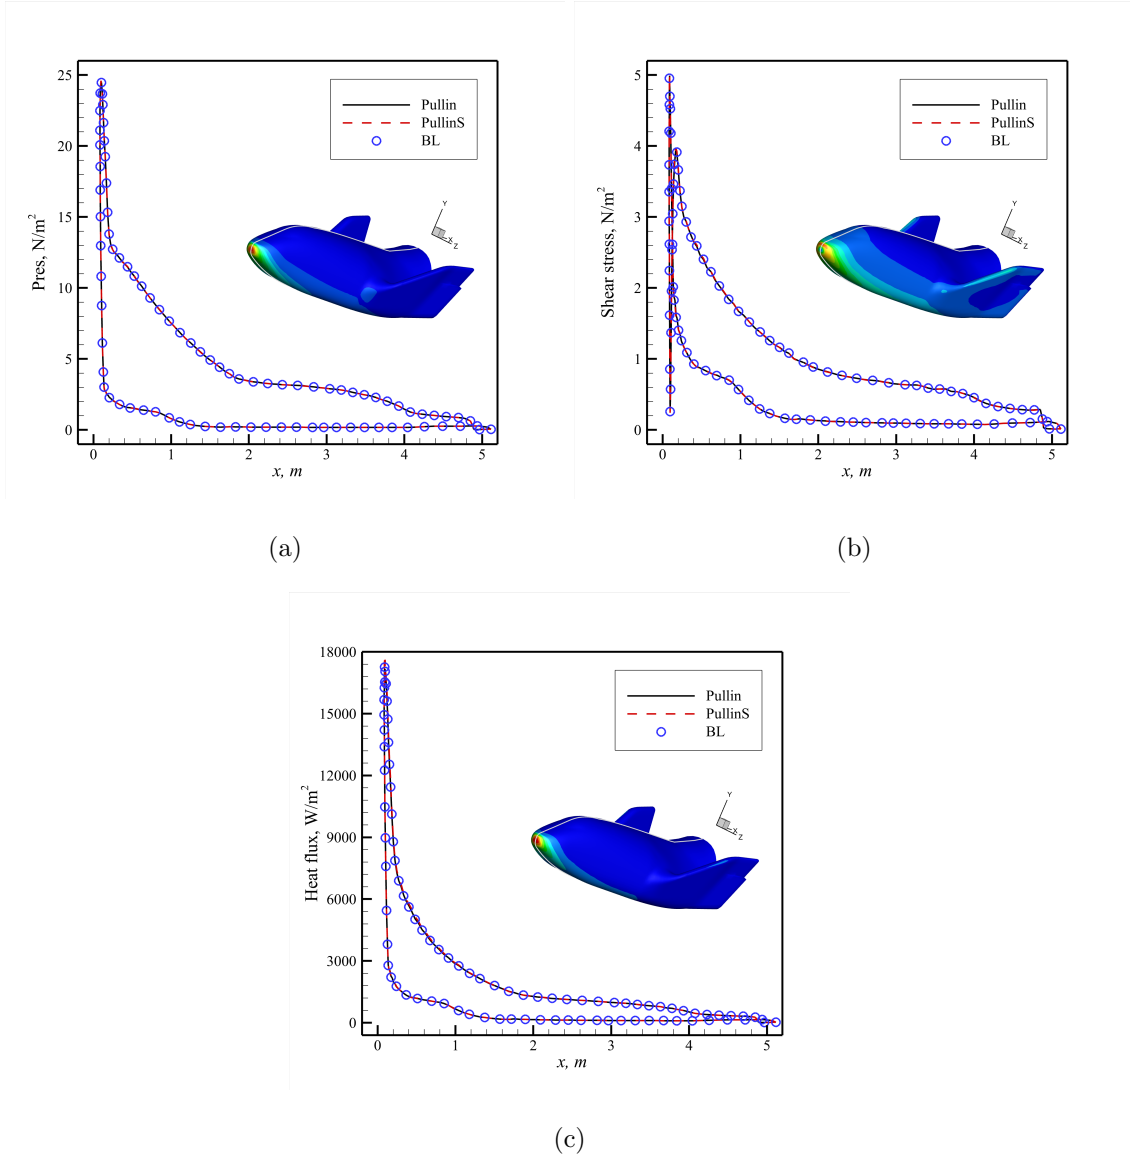 25
20
15
10
5
0
Pres, N/m²
0 1 2 3 4 5
x, m
Pullin
PullinS
BL
Y
X
Z
(a)
5
4
3
2
1
0
Shear stress, N/m²
0 1 2 3 4 5
x, m
Pullin
PullinS
BL
Y
X
Z
(b)
18000
15000
12000
9000
6000
3000
0
Heat flux, W/m²
0 1 2 3 4 5
x, m
Pullin
PullinS
BL
Y
X
Z
(c)